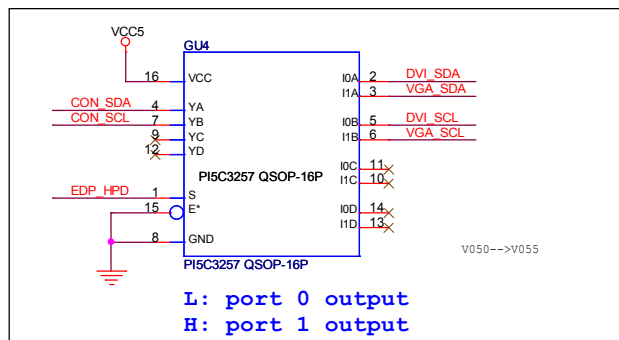 VCC5
GU4
16 VCC I0A 2 DVI_SDA
I1A 3 VGA_SDA
CON_SDA 4 YA
CON_SCL 7 YB I0B 5 DVI_SCL
9 YC I1B 6 VGA_SCL
12 YD
I0C 11
I1C 10
PI5C3257 QSOP-16P
EDP_HPD 1 S
15 E* I0D 14
I1D 13
8 GND
V050-->V055
PI5C3257 QSOP-16P
L: port 0 output
H: port 1 output